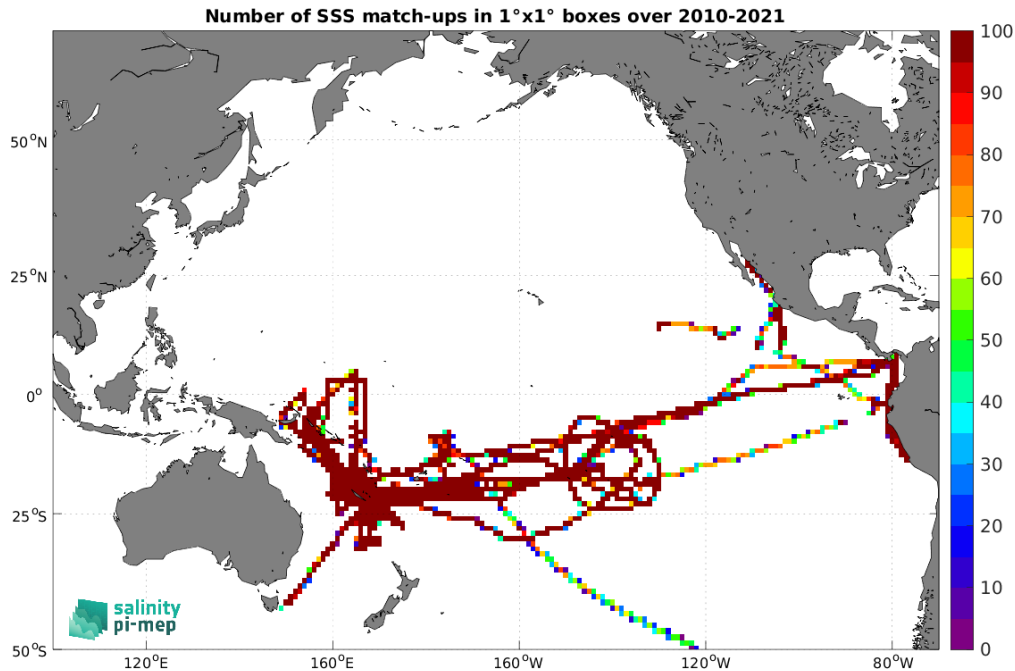 Number of SSS match-ups in 1°x1° boxes over 2010-2021
50°N
25°N
0°
25°S
50°S
120°E
160°E
160°W
120°W
80°W
100
90
80
70
60
50
40
30
20
10
0
salinity
pi-mep